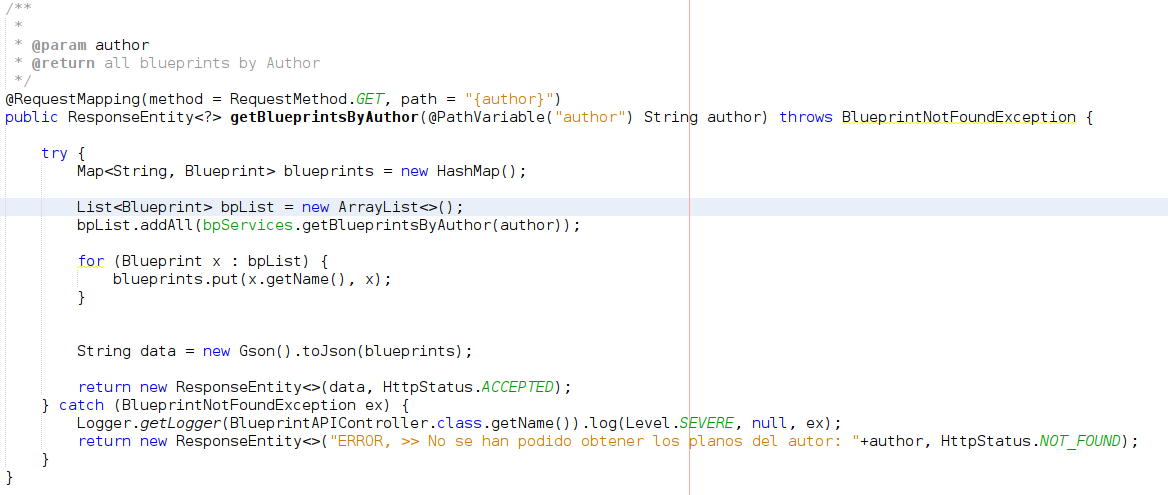 /**
 *
 * @param author
 * @return all blueprints by Author
 */
@RequestMapping(method = RequestMethod.GET, path = "{author}")
public ResponseEntity<?> getBlueprintsByAuthor(@PathVariable("author") String author) throws BlueprintNotFoundException {
    try {
        Map<String, Blueprint> blueprints = new HashMap();
        List<Blueprint> bpList = new ArrayList<>();
        bpList.addAll(bpServices.getBlueprintsByAuthor(author));
        for (Blueprint x : bpList) {
            blueprints.put(x.getName(), x);
        }
        String data = new Gson().toJson(blueprints);
        return new ResponseEntity<>(data, HttpStatus.ACCEPTED);
    } catch (BlueprintNotFoundException ex) {
        Logger.getLogger(BlueprintAPIController.class.getName()).log(Level.SEVERE, null, ex);
        return new ResponseEntity<>("ERROR, >> No se han podido obtener los planos del autor: "+author, HttpStatus.NOT_FOUND);
    }
}